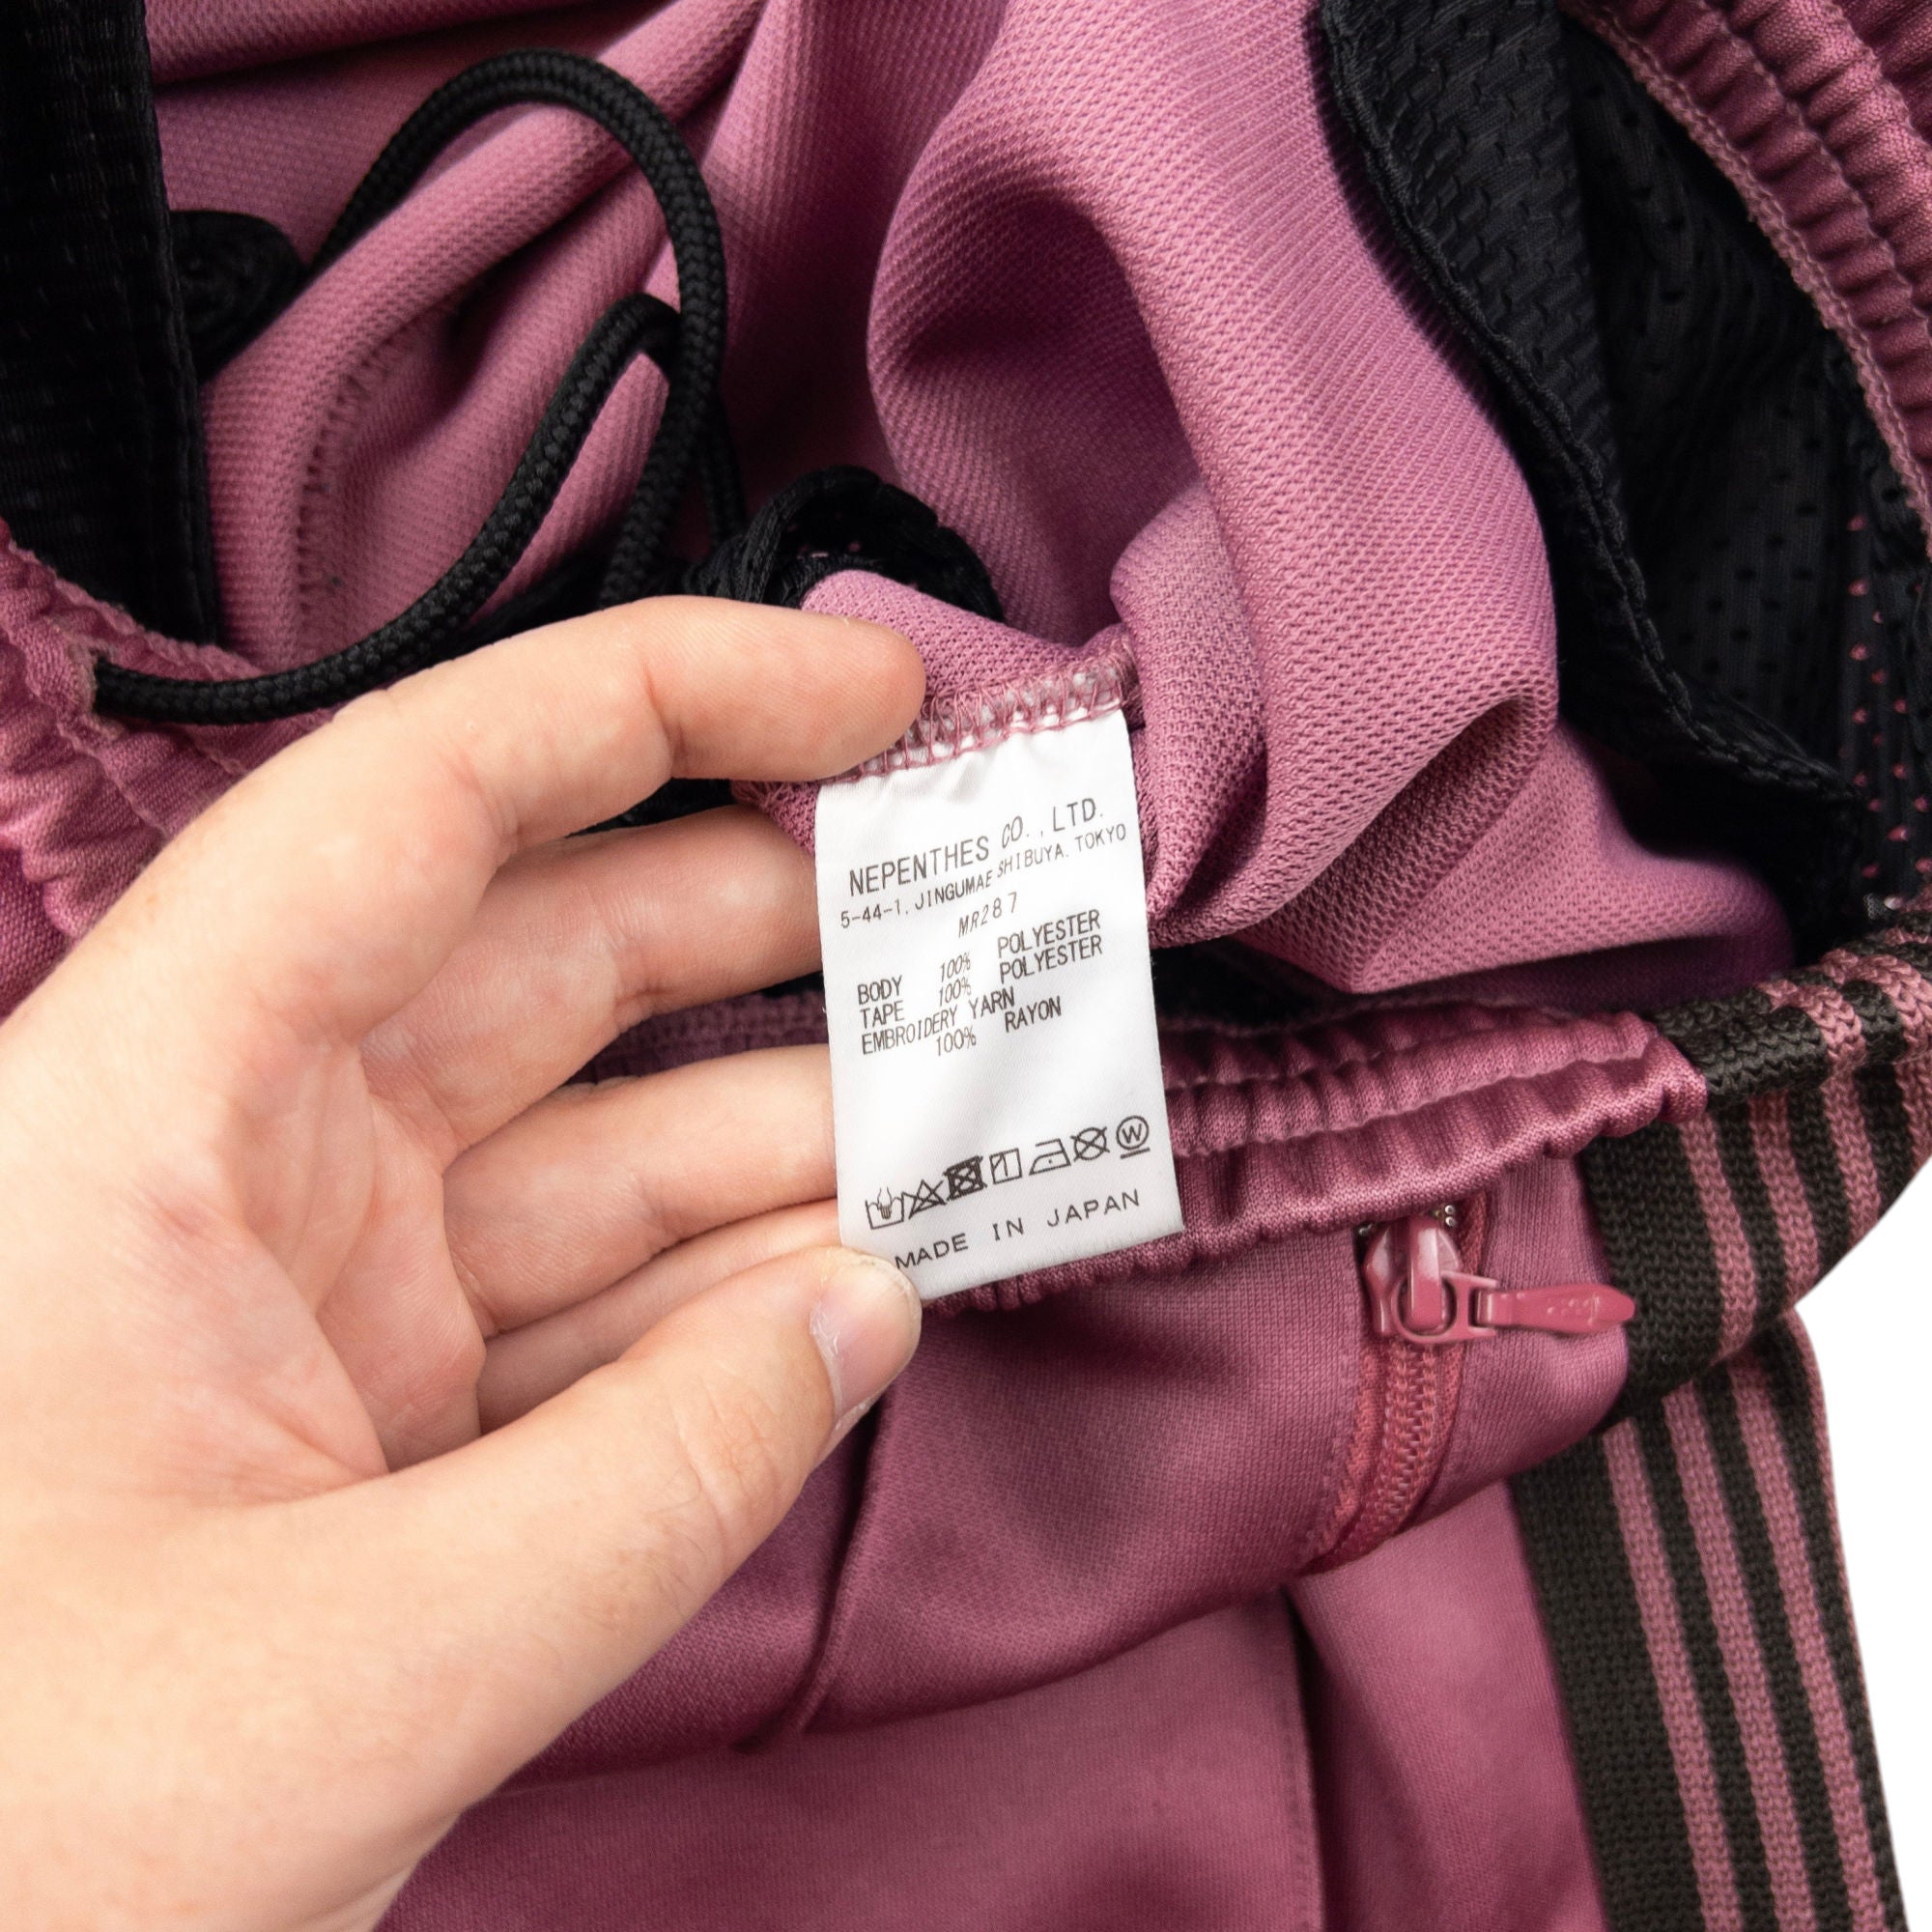 NEPENTHES CO., LTD.
5-44-1, JINGUMAE SHIBUYA. TOKYO
MR287
BODY 100% POLYESTER
TAPE 100% POLYESTER
EMBROIDERY YARN
100% RAYON
W
MADE IN JAPAN